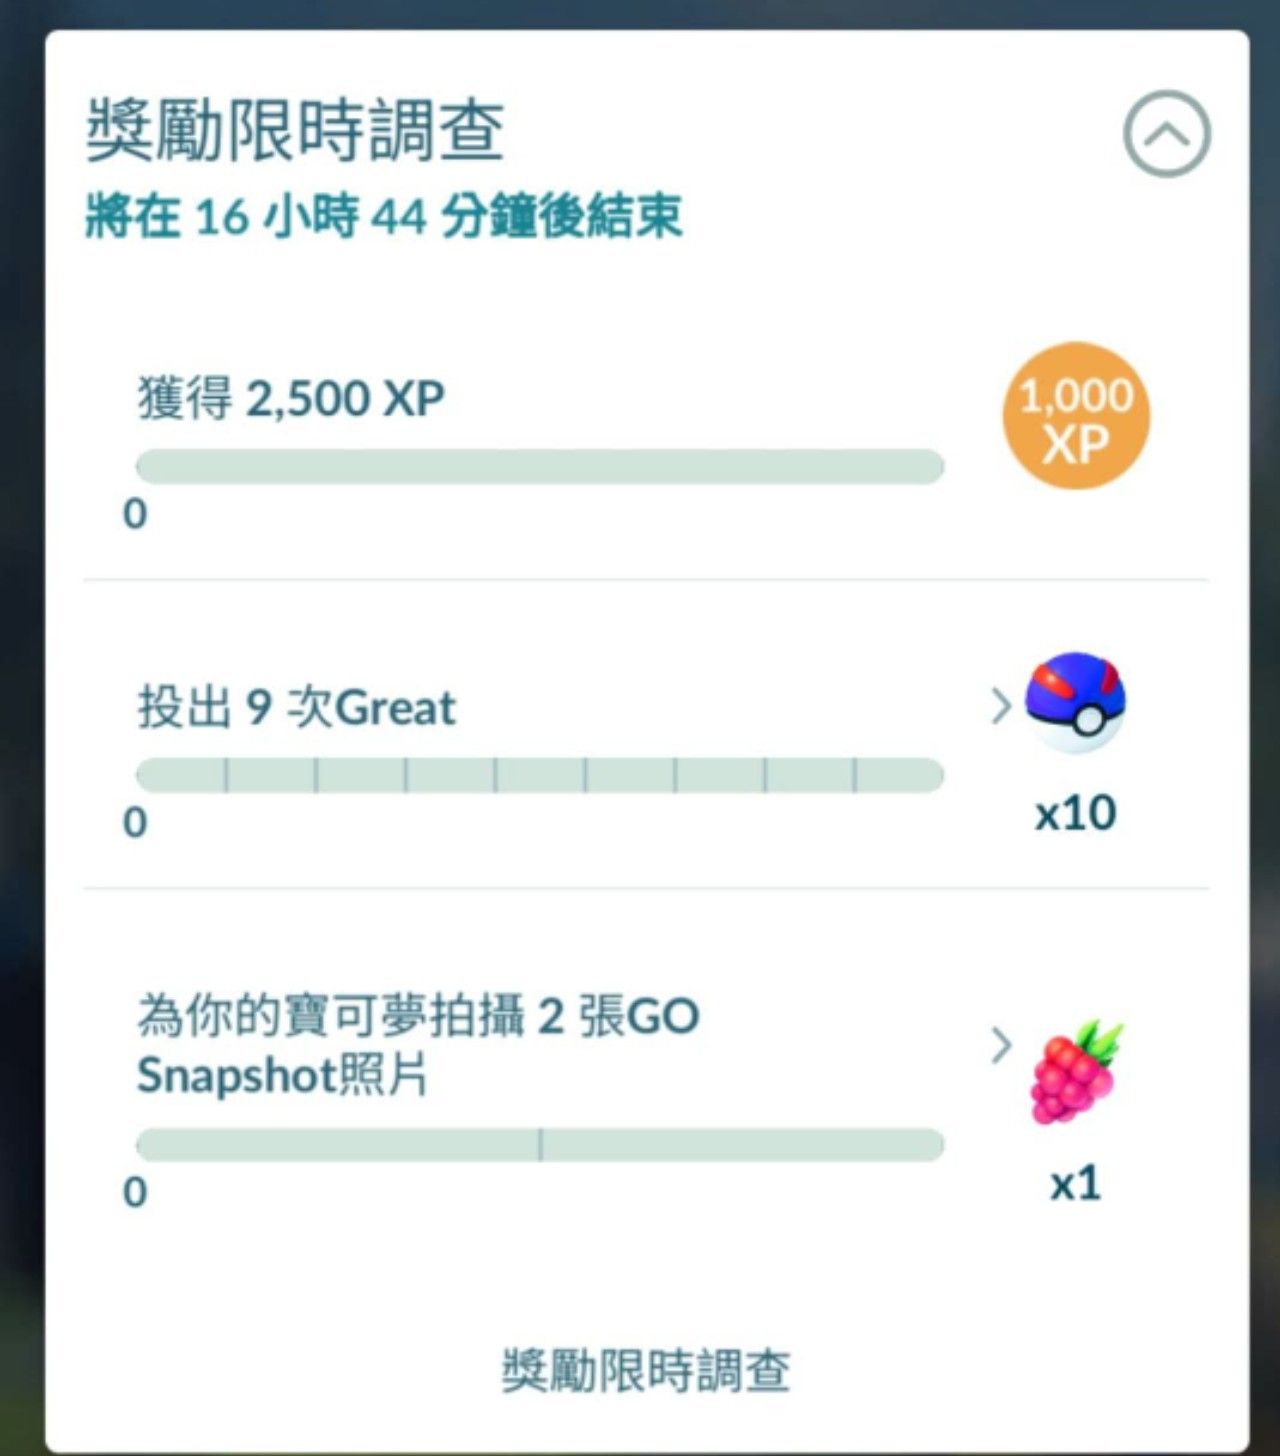 獎勵限時調查
將在 16 小時 44 分鐘後結束
獲得 2,500 XP
1,000
XP
0
投出 9 次Great
0
x10
為你的寶可夢拍攝 2 張GO
Snapshot照片
0
x1
獎勵限時調查